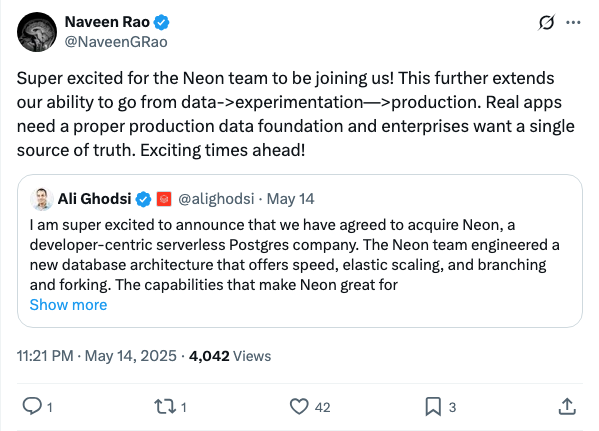 Naveen Rao
@NaveenGRao
Super excited for the Neon team to be joining us! This further extends
our ability to go from data->experimentation—>production. Real apps
need a proper production data foundation and enterprises want a single
source of truth. Exciting times ahead!
Ali Ghodsi @alighodsi · May 14
I am super excited to announce that we have agreed to acquire Neon, a
developer-centric serverless Postgres company. The Neon team engineered a
new database architecture that offers speed, elastic scaling, and branching
and forking. The capabilities that make Neon great for
Show more
11:21 PM · May 14, 2025 · 4,042 Views
1 1 42 3